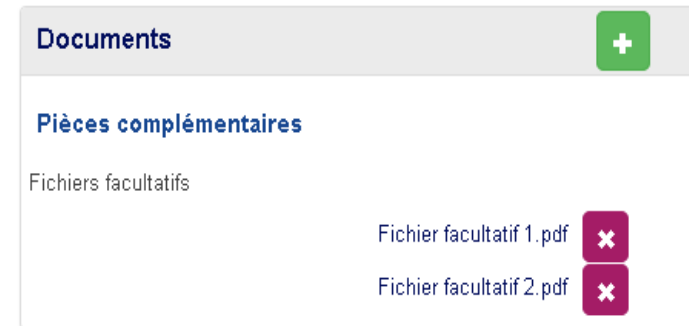 Documents
Pièces complémentaires
Fichiers facultatifs
Fichier facultatif 1.pdf
Fichier facultatif 2.pdf